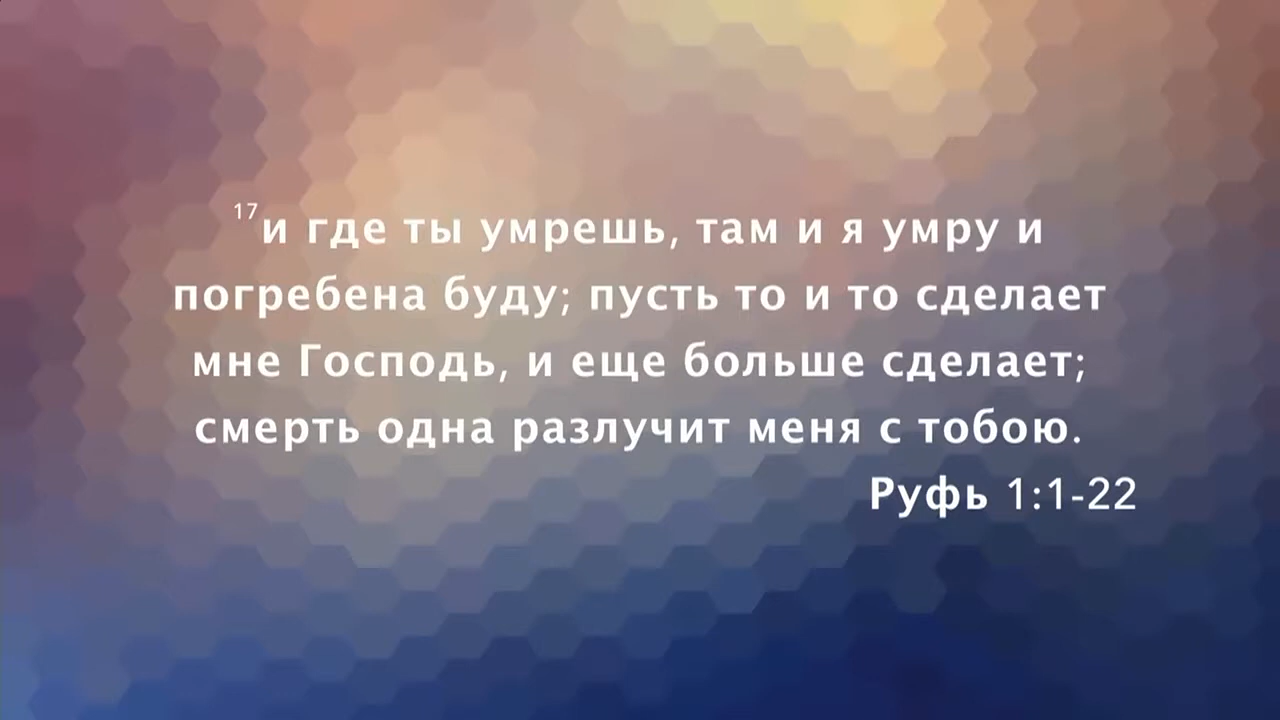 17и где ты умрешь, там и я умру и
погребена буду; пусть то и то сделает
мне Господь, и еще больше сделает;
смерть одна разлучит меня с тобою.
Руфь 1:1-22